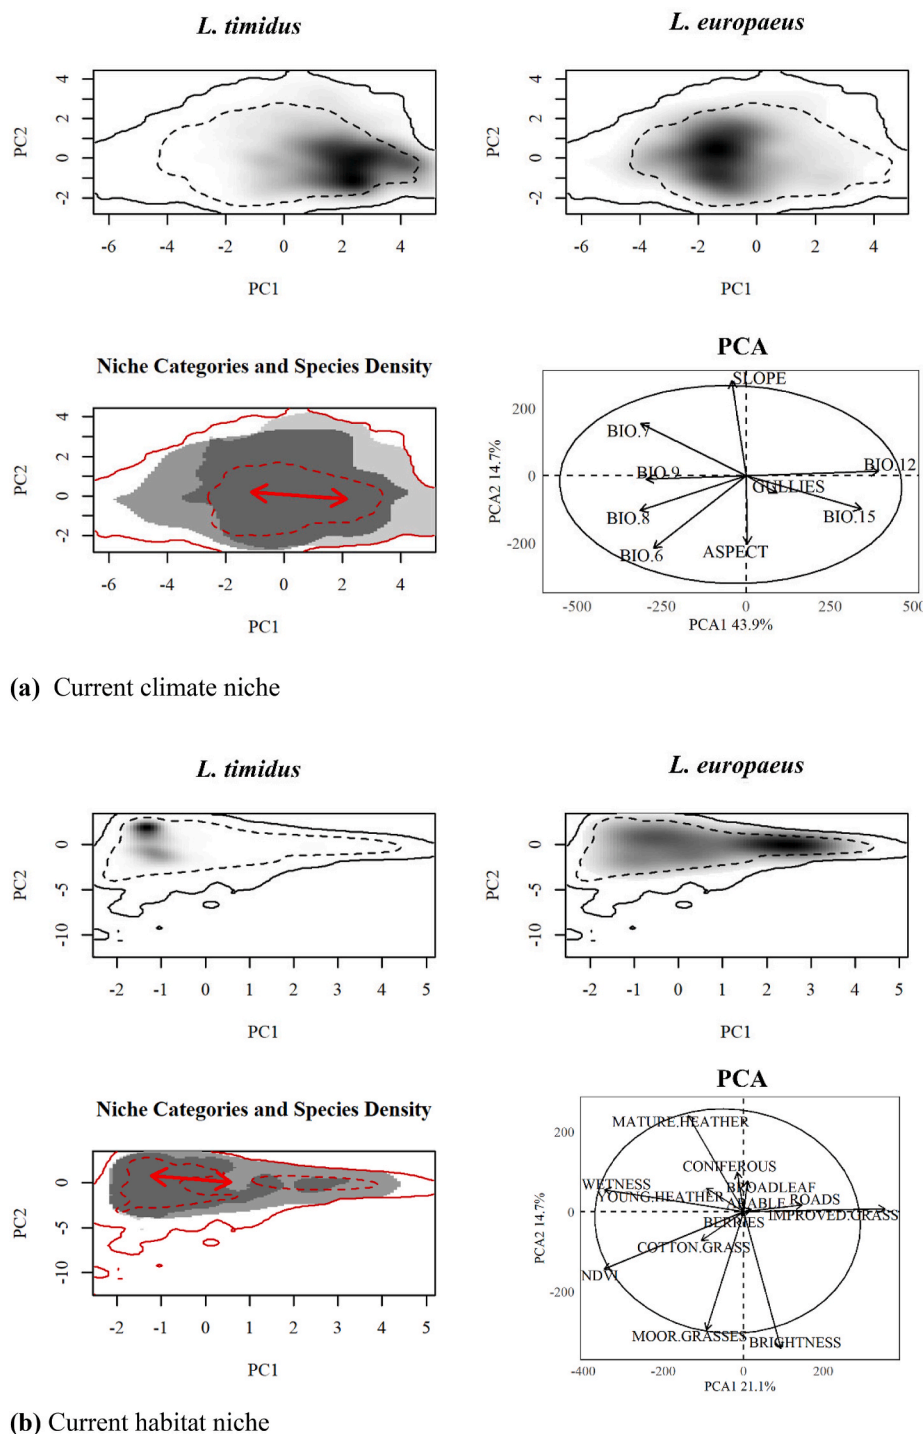 L. timidus
L. europaeus
4
2
0
-2
PC2
-6 -4 -2 0 2 4
PC1
4
2
0
-2
PC2
-6 -4 -2 0 2 4
PC1
Niche Categories and Species Density
4
2
0
-2
PC2
-6 -4 -2 0 2 4
PC1
PCA
SLOPE
BIO.7
BIO.12
BIO.9
GULLIES
BIO.8
BIO.15
BIO.6
ASPECT
200
0
-200
PCA2 14.7%
-500 -250 0 250 500
PCA1 43.9%
(a) Current climate niche
L. timidus
L. europaeus
0
-5
-10
PC2
-2 -1 0 1 2 3 4 5
PC1
0
-5
-10
PC2
-2 -1 0 1 2 3 4 5
PC1
Niche Categories and Species Density
0
-5
-10
PC2
-2 -1 0 1 2 3 4 5
PC1
PCA
MATURE.HEATHER
CONIFEROUS
WETNESS
BROADLEAF
YOUNG.HEATHER
ARABLE
ROADS
IMPROVED.GRASS
BERRIES
COTTON.GRASS
NDVI
MOOR.GRASSES
BRIGHTNESS
200
0
-200
PCA2 14.7%
-400 -200 0 200
PCA1 21.1%
(b) Current habitat niche